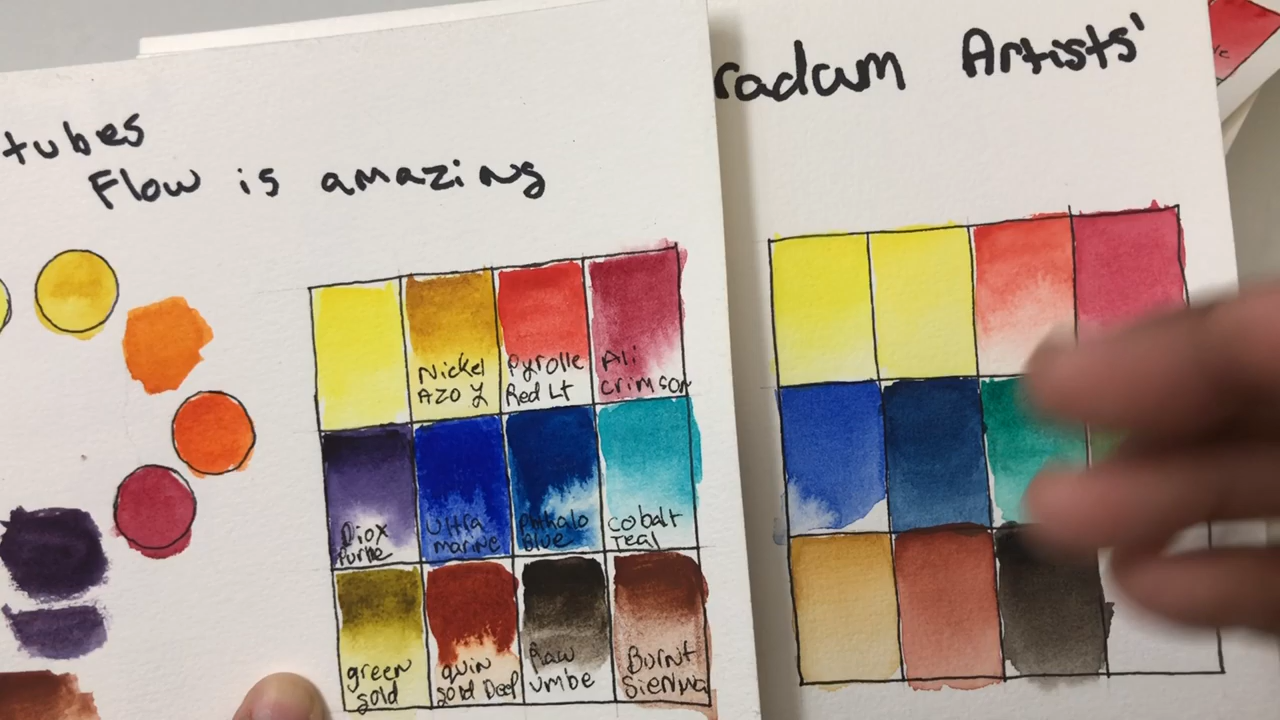 tubes
Flow is amazing
radam Artists'
Nickel
AZO Y
Pyrolle
Red Lt
Ali
crimson
Diox
Purple
Ultra
marine
Phthalo
blue
cobalt
Teal
green
gold
quin
gold Deep
Raw
umbe
Burnt
Sienna